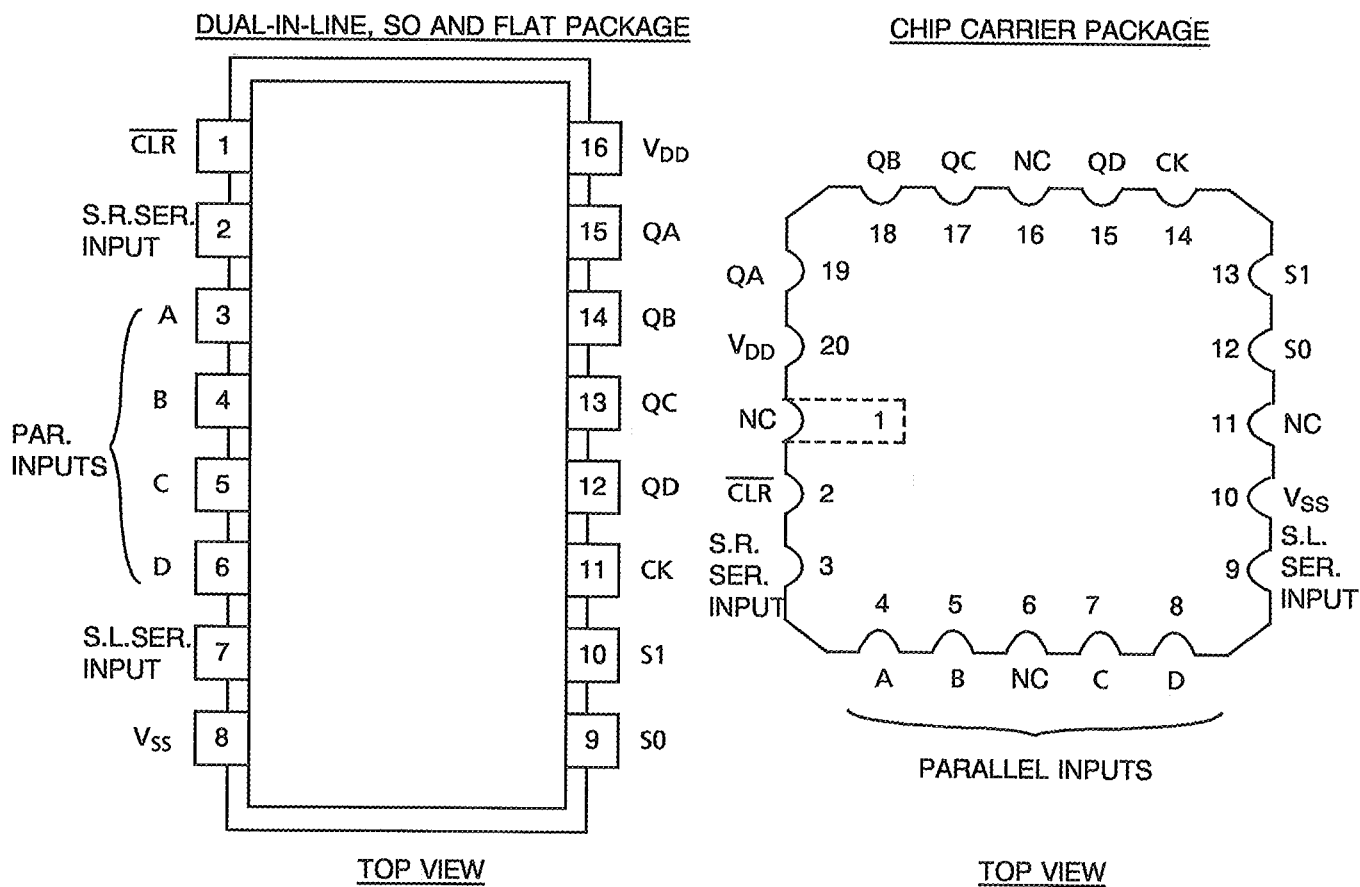 DUAL-IN-LINE, SO AND FLAT PACKAGE
CLR 1 16 VDD
S.R.SER.
INPUT 2 15 QA
A 3 14 QB
B 4 13 QC
PAR.
INPUTS
C 5 12 QD
D 6 11 CK
S.L.SER.
INPUT 7 10 S1
VSS 8 9 S0
TOP VIEW
CHIP CARRIER PACKAGE
QB QC NC QD CK
18 17 16 15 14
QA 19 13 S1
VDD 20 12 S0
NC 1 11 NC
CLR 2 10 VSS
S.R.
SER.
INPUT
3 9
S.L.
SER.
INPUT
4 5 6 7 8
A B NC C D
PARALLEL INPUTS
TOP VIEW